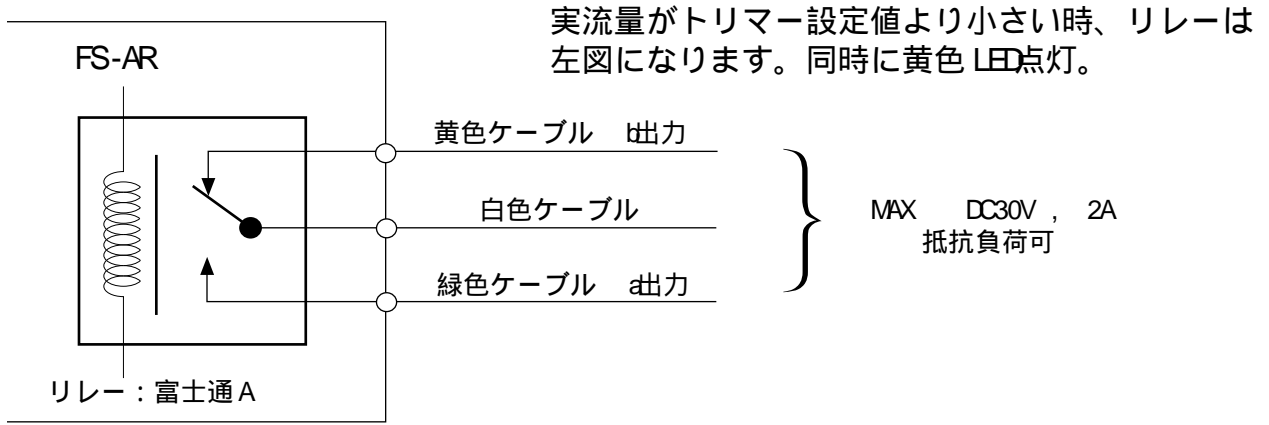 実流量がトリマー設定値より小さい時、リレーは
左図になります。同時に黄色 LED点灯。
FS-AR
黄色ケーブル b出力
白色ケーブル
緑色ケーブル a出力
MAX DC30V , 2A
抵抗負荷可
リレー:富士通A